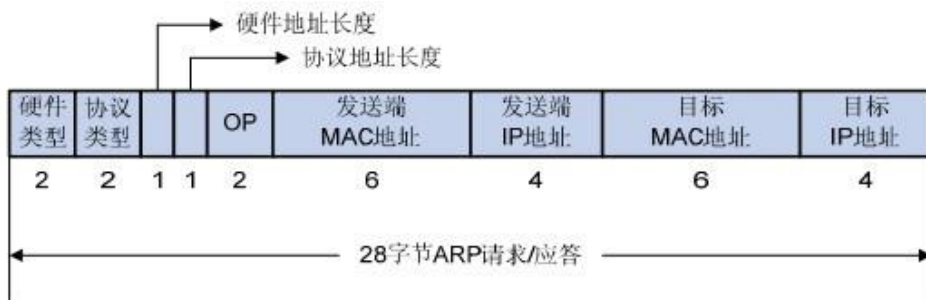 硬件地址长度
协议地址长度
硬件类型 协议类型 OP 发送端MAC地址 发送端IP地址 目标MAC地址 目标IP地址
2 2 1 1 2 6 4 6 4
28字节ARP请求/应答